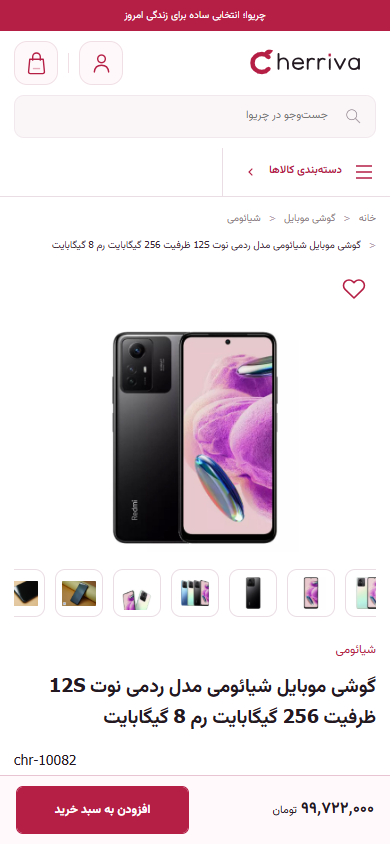 چریوا؛ انتخابی ساده برای زندگی امروز
Cherriva
جست‌وجو در چریوا
دسته‌بندی کالاها
خانه > گوشی موبایل > شیائومی
> گوشی موبایل شیائومی مدل ردمی نوت 12S ظرفیت 256 گیگابایت رم 8 گیگابایت
Redmi
شیائومی
گوشی موبایل شیائومی مدل ردمی نوت 12S
ظرفیت 256 گیگابایت رم 8 گیگابایت
chr-10082
۹۹,۷۲۲,۰۰۰ تومان
افزودن به سبد خرید